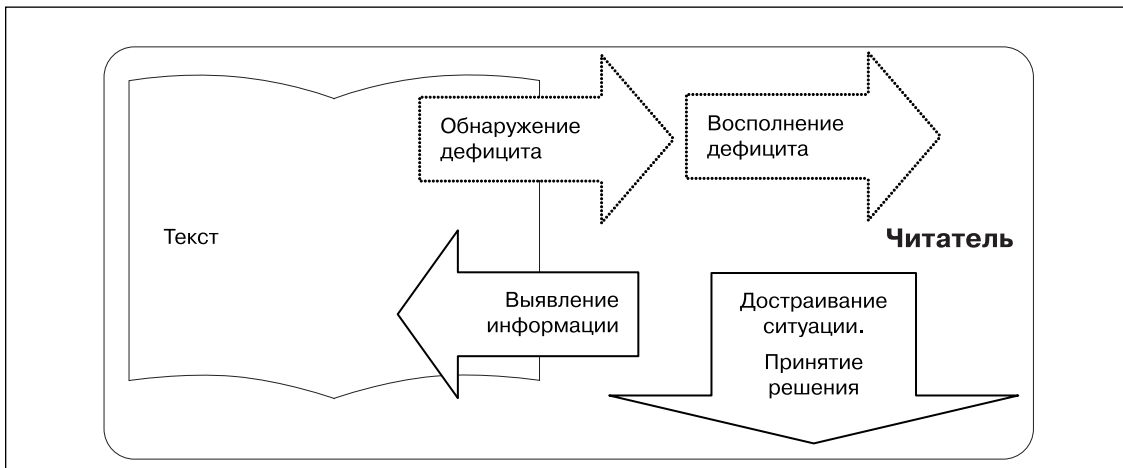 Обнаружение
дефицита
Восполнение
дефицита
Текст
Читатель
Выявление
информации
Достраивание
ситуации.
Принятие
решения